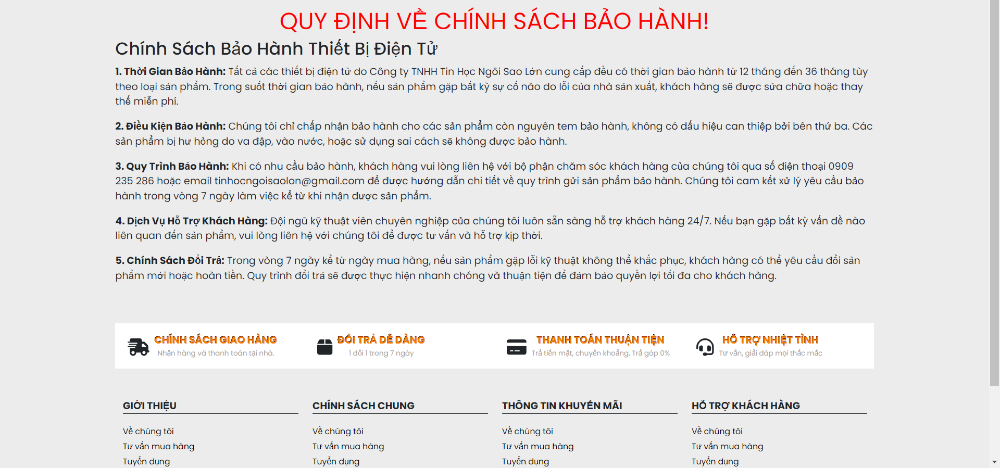 QUY ĐỊNH VỀ CHÍNH SÁCH BẢO HÀNH!
Chính Sách Bảo Hành Thiết Bị Điện Tử
1. Thời Gian Bảo Hành: Tất cả các thiết bị điện tử do Công ty TNHH Tin Học Ngôi Sao Lớn cung cấp đều có thời gian bảo hành từ 12 tháng đến 36 tháng tùy
theo loại sản phẩm. Trong suốt thời gian bảo hành, nếu sản phẩm gặp bất kỳ sự cố nào do lỗi của nhà sản xuất, khách hàng sẽ được sửa chữa hoặc thay
thế miễn phí.
2. Điều Kiện Bảo Hành: Chúng tôi chỉ chấp nhận bảo hành cho các sản phẩm còn nguyên tem bảo hành, không có dấu hiệu can thiệp bởi bên thứ ba. Các
sản phẩm bị hư hỏng do va đập, vào nước, hoặc sử dụng sai cách sẽ không được bảo hành.
3. Quy Trình Bảo Hành: Khi có nhu cầu bảo hành, khách hàng vui lòng liên hệ với bộ phận chăm sóc khách hàng của chúng tôi qua số điện thoại 0909
235 286 hoặc email tinhocngoisaolon@gmail.com để được hướng dẫn chi tiết về quy trình gửi sản phẩm bảo hành. Chúng tôi cam kết xử lý yêu cầu bảo
hành trong vòng 7 ngày làm việc kể từ khi nhận được sản phẩm.
4. Dịch Vụ Hỗ Trợ Khách Hàng: Đội ngũ kỹ thuật viên chuyên nghiệp của chúng tôi luôn sẵn sàng hỗ trợ khách hàng 24/7. Nếu bạn gặp bất kỳ vấn đề nào
liên quan đến sản phẩm, vui lòng liên hệ với chúng tôi để được tư vấn và hỗ trợ kịp thời.
5. Chính Sách Đổi Trả: Trong vòng 7 ngày kể từ ngày mua hàng, nếu sản phẩm gặp lỗi kỹ thuật không thể khắc phục, khách hàng có thể yêu cầu đổi sản
phẩm mới hoặc hoàn tiền. Quy trình đổi trả sẽ được thực hiện nhanh chóng và thuận tiện để đảm bảo quyền lợi tối đa cho khách hàng.
CHÍNH SÁCH GIAO HÀNG
Nhận hàng và thanh toán tại nhà.
ĐỔI TRẢ DỄ DÀNG
1 đổi 1 trong 7 ngày
THANH TOÁN THUẬN TIỆN
Trả tiền mặt, chuyển khoảng, Trả góp 0%
HỖ TRỢ NHIỆT TÌNH
Tư vấn, giải đáp mọi thắc mắc
GIỚI THIỆU
Về chúng tôi
Tư vấn mua hàng
Tuyển dụng
CHÍNH SÁCH CHUNG
Về chúng tôi
Tư vấn mua hàng
Tuyển dụng
THÔNG TIN KHUYẾN MÃI
Về chúng tôi
Tư vấn mua hàng
Tuyển dụng
HỖ TRỢ KHÁCH HÀNG
Về chúng tôi
Tư vấn mua hàng
Tuyển dụng